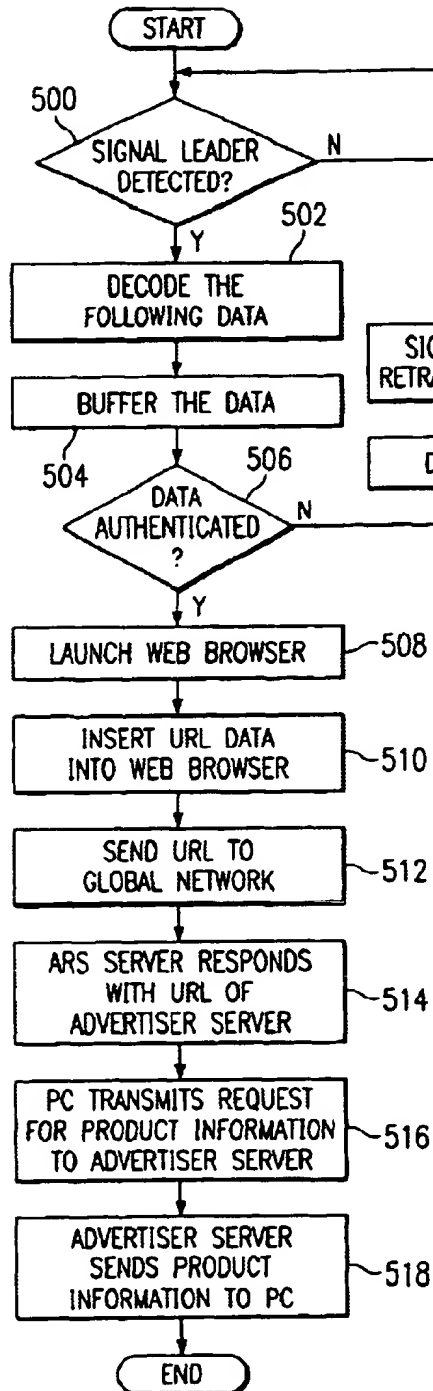 START
500
SIGNAL LEADER
DETECTED?
N
Y
502
DECODE THE
FOLLOWING DATA
BUFFER THE DATA
504
506
DATA
AUTHENTICATED
?
N
Y
LAUNCH WEB BROWSER
508
INSERT URL DATA
INTO WEB BROWSER
510
SEND URL TO
GLOBAL NETWORK
512
ARS SERVER RESPONDS
WITH URL OF
ADVERTISER SERVER
514
PC TRANSMITS REQUEST
FOR PRODUCT INFORMATION
TO ADVERTISER SERVER
516
ADVERTISER SERVER
SENDS PRODUCT
INFORMATION TO PC
518
END